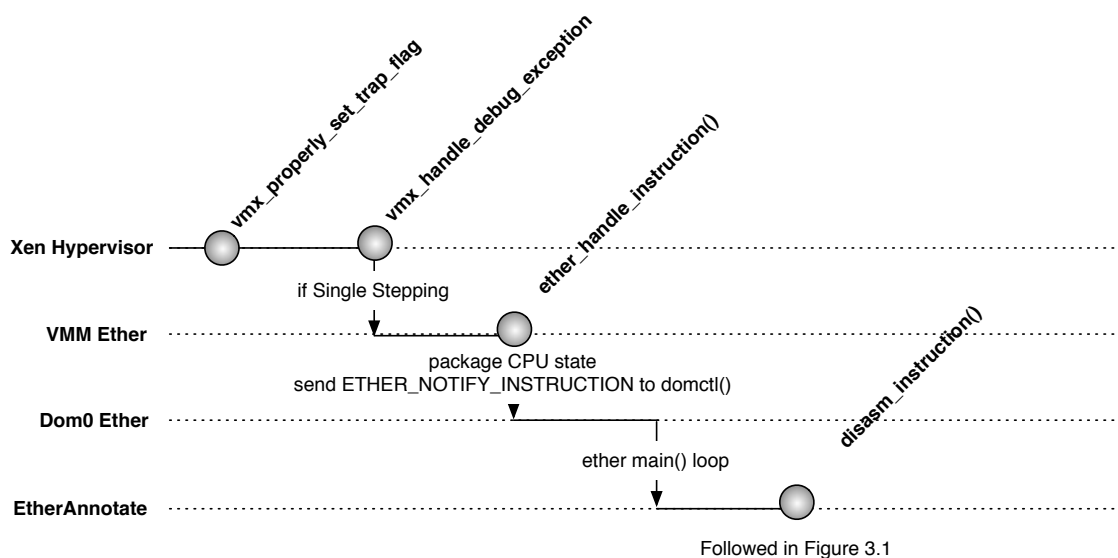 vmx_properly_set_trap_flag
vmx_handle_debug_exception
ether_handle_instruction()
Xen Hypervisor
if Single Stepping
VMM Ether
package CPU state
send ETHER_NOTIFY_INSTRUCTION to domctl()
disasm_instruction()
Dom0 Ether
ether main() loop
EtherAnnotate
Followed in Figure 3.1